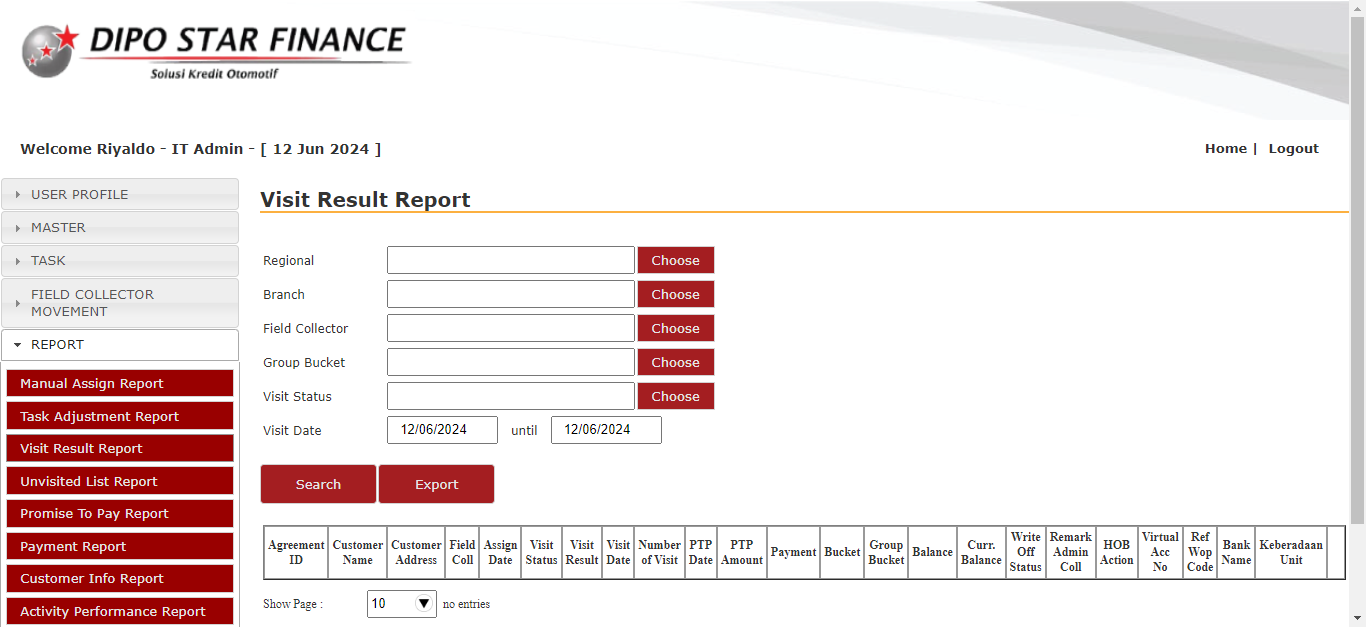 DIPO STAR FINANCE
Solusi Kredit Otomotif
Welcome Riyaldo - IT Admin - [ 12 Jun 2024 ]
Home | Logout
USER PROFILE
MASTER
TASK
FIELD COLLECTOR
MOVEMENT
REPORT
Manual Assign Report
Task Adjustment Report
Visit Result Report
Unvisited List Report
Promise To Pay Report
Payment Report
Customer Info Report
Activity Performance Report
Visit Result Report
Regional Choose
Branch Choose
Field Collector Choose
Group Bucket Choose
Visit Status Choose
Visit Date 12/06/2024 until 12/06/2024
Search Export
Agreement ID Customer Name Customer Address Field Coll Assign Date Visit Status Visit Result Visit Date Number of Visit PTP Date PTP Amount Payment Bucket Group Bucket Balance Curr. Balance Write Off Status Remark Admin Coll HOB Action Virtual Acc No Ref Wop Code Bank Name Keberadaan Unit
Show Page : 10 no entries